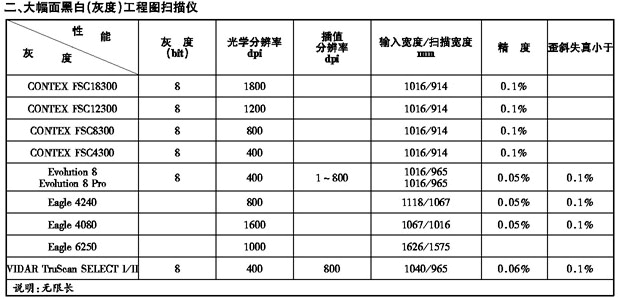 二、大幅面黑白(灰度)工程图扫描仪
性 能
灰 度
灰 度 (bit)
光学分辨率 dpi
插值 分辨率 dpi
输入宽度/扫描宽度 mm
精 度
歪斜失真小于
CONTEX FSC18300 8 1800 1016/914 0.1%
CONTEX FSC12300 8 1200 1016/914 0.1%
CONTEX FSC8300 8 800 1016/914 0.1%
CONTEX FSC4300 8 400 1016/914 0.1%
Evolution 8 1016/965
Evolution 8 Pro 8 400 1~800 1016/965 0.05% 0.1%
Eagle 4240 800 1118/1067 0.05% 0.1%
Eagle 4080 1600 1067/1016 0.05% 0.1%
Eagle 6250 1000 1626/1575
VIDAR TruScan SELECT I/II 8 400 800 1040/965 0.06% 0.1%
说明:无限长